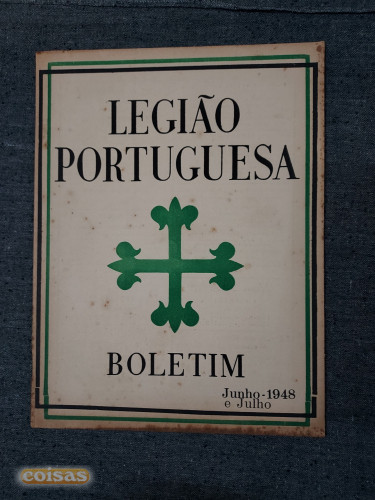 LEGIÃO
PORTUGUESA
BOLETIM
Junho-1948
e Julho
coisas